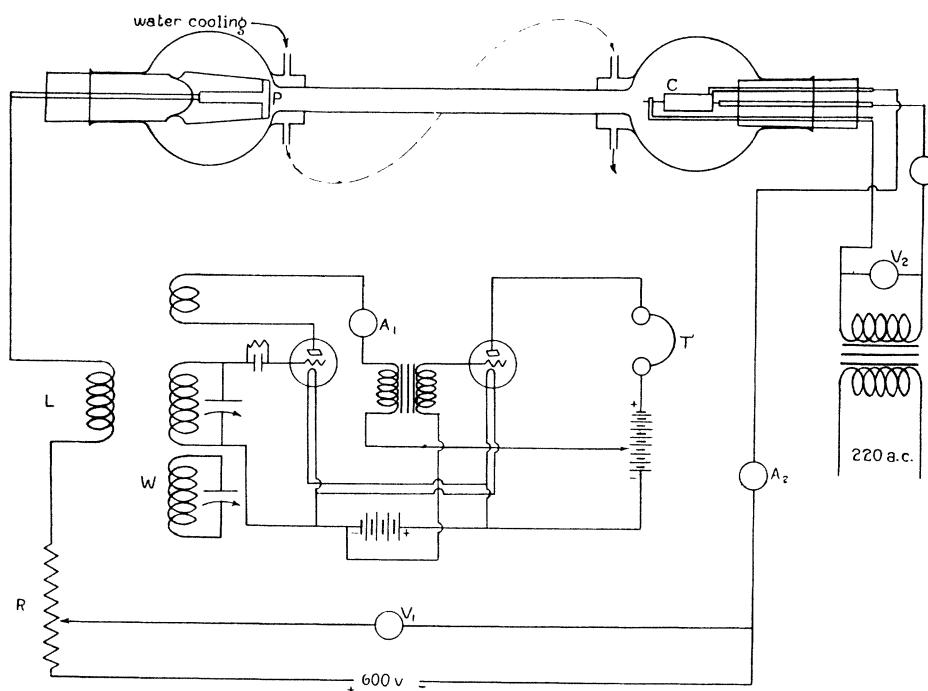 water cooling
P
C
V₂
A₁
T
L
220 a.c.
W
A₂
+
-
- +
R
V₁
+ 600 v -